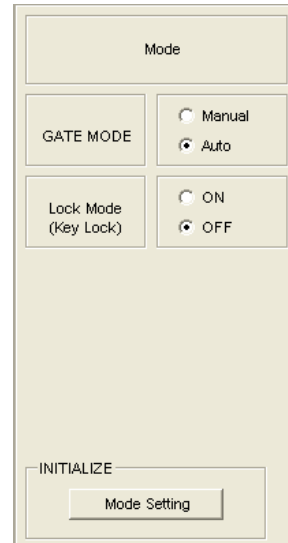 Mode
GATE MODE
Manual
Auto
Lock Mode
(Key Lock)
ON
OFF
INITIALIZE
Mode Setting